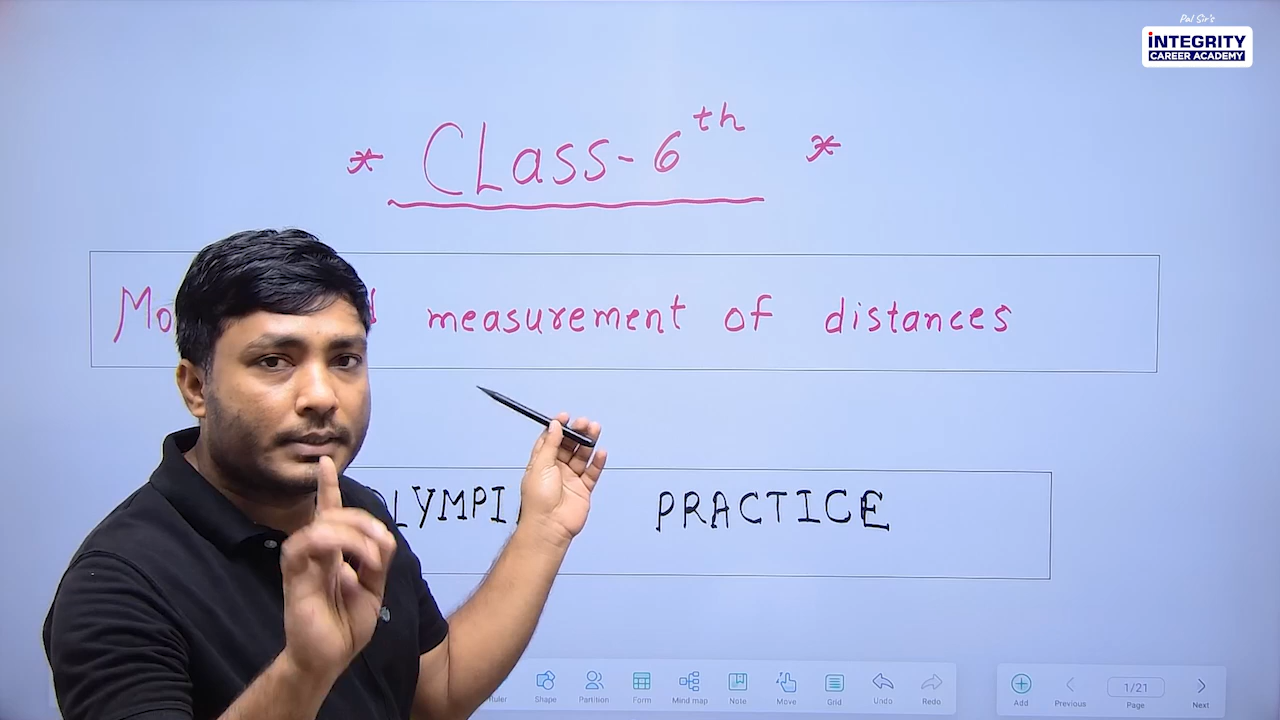 Pal Sir's
iNTEGRITY
CAREER ACADEMY
* CLass-6th *
measurement of distances
PRACTICE
Shape Partition Form Mind map Note Move Grid Undo Redo
Add Previous 1/21 Page Next